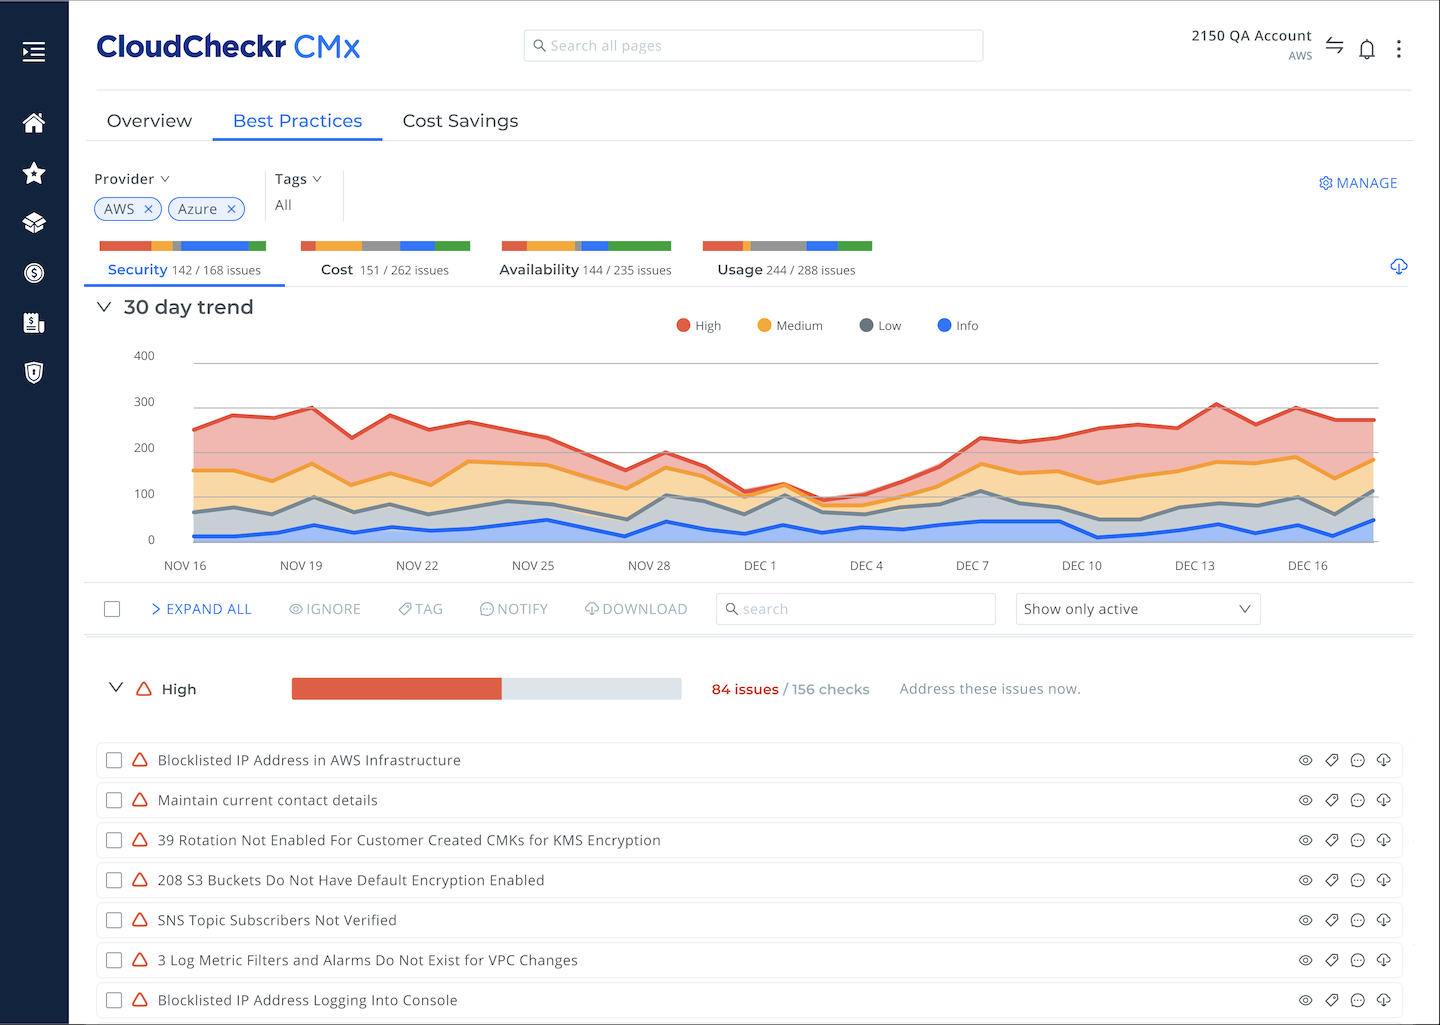 CloudCheckr CMx
Search all pages
2150 QA Account
AWS
Overview
Best Practices
Cost Savings
Provider
Tags
AWS ×
Azure ×
All
MANAGE
Security 142 / 168 issues
Cost 151 / 262 issues
Availability 144 / 235 issues
Usage 244 / 288 issues
30 day trend
High
Medium
Low
Info
400
300
200
100
0
NOV 16
NOV 19
NOV 22
NOV 25
NOV 28
DEC 1
DEC 4
DEC 7
DEC 10
DEC 13
DEC 16
EXPAND ALL
IGNORE
TAG
NOTIFY
DOWNLOAD
search
Show only active
High
84 issues / 156 checks
Address these issues now.
Blocklisted IP Address in AWS Infrastructure
Maintain current contact details
39 Rotation Not Enabled For Customer Created CMKs for KMS Encryption
208 S3 Buckets Do Not Have Default Encryption Enabled
SNS Topic Subscribers Not Verified
3 Log Metric Filters and Alarms Do Not Exist for VPC Changes
Blocklisted IP Address Logging Into Console